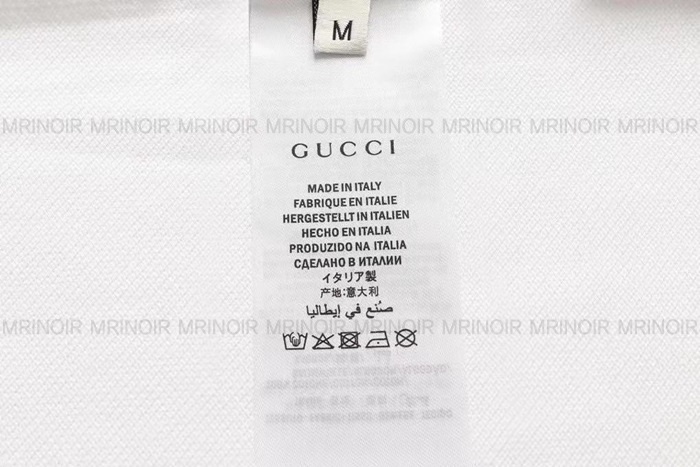 M
MRINOIR MRINOIR MRINOIR MRINOIR MRINOIR MRINOIR MRINOIR MRINOIR
GUCCI
MADE IN ITALY
FABRIQUE EN ITALIE
HERGESTELLT IN ITALIEN
HECHO EN ITALIA
PRODUZIDO NA ITALIA
СДЕЛАНО В ИТАЛИИ
イタリア製
产地:意大利
صُنع في إيطاليا
MRINOIR MRINOIR MRINOIR MRINOIR MRINOIR MRINOIR MRINOIR MRINOIR